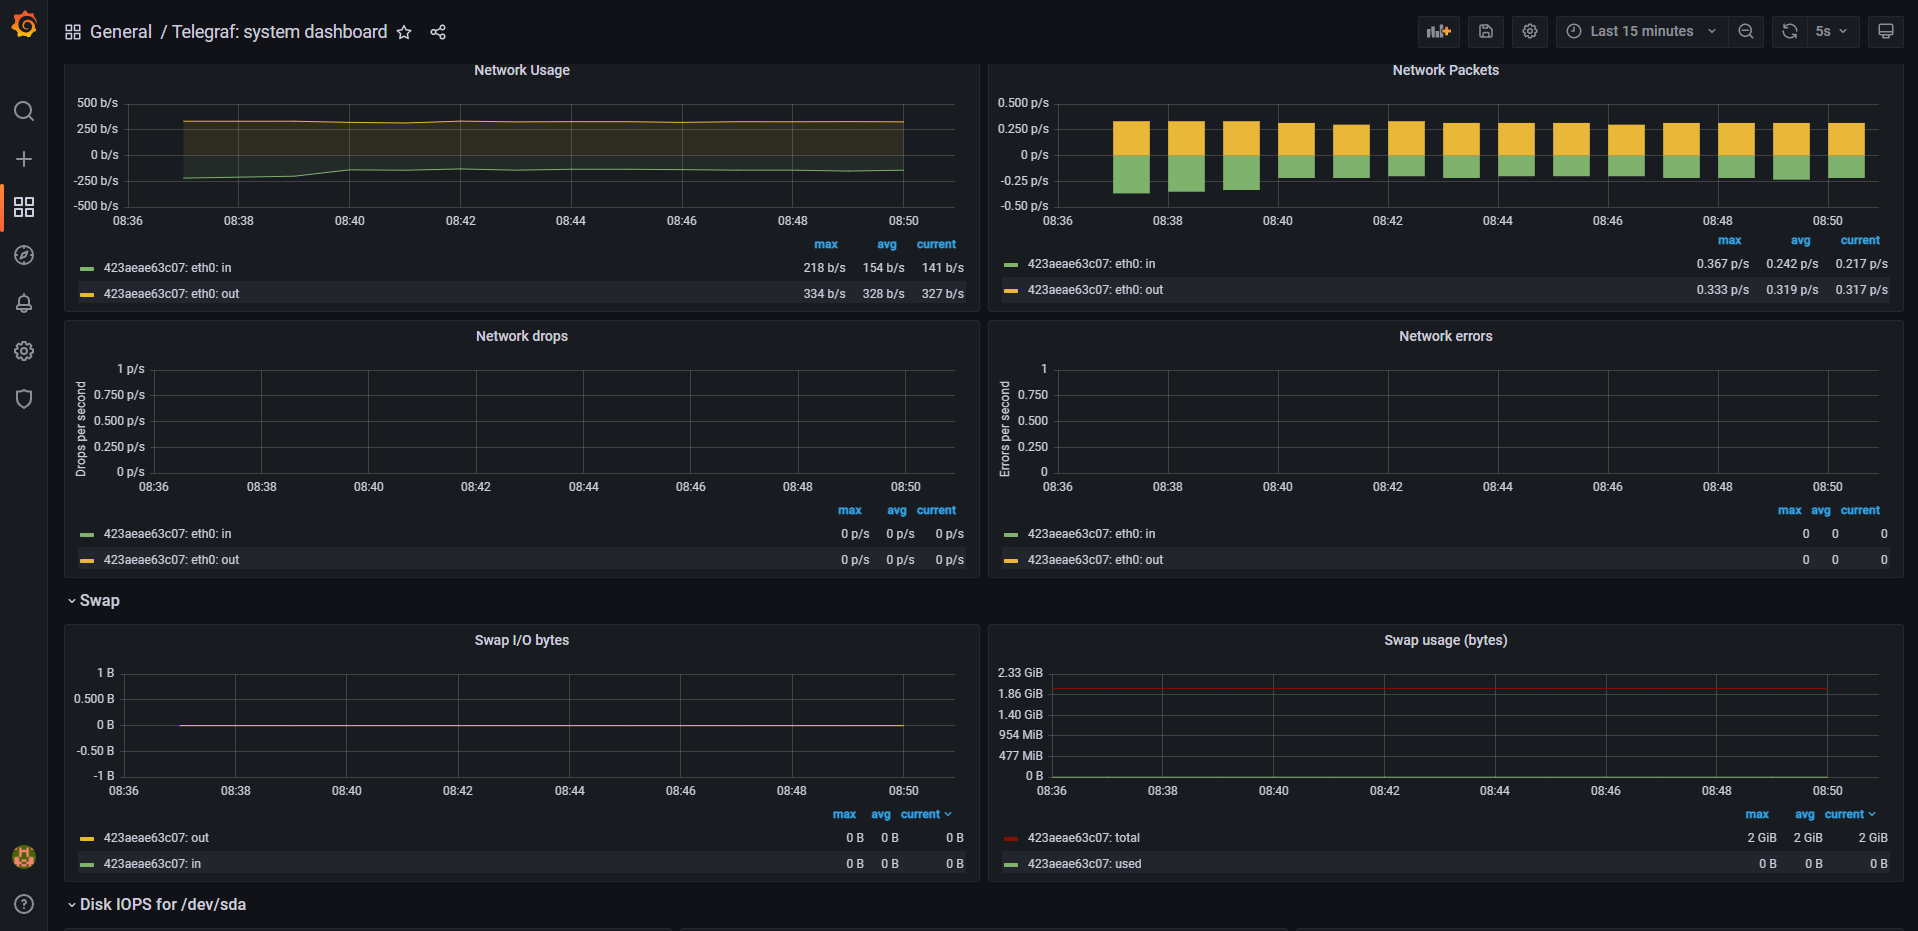 General / Telegraf: system dashboard
Last 15 minutes
5s
Network Usage
500 b/s
250 b/s
0 b/s
-250 b/s
-500 b/s
08:36 08:38 08:40 08:42 08:44 08:46 08:48 08:50
max avg current
423aeae63c07: eth0: in 218 b/s 154 b/s 141 b/s
423aeae63c07: eth0: out 334 b/s 328 b/s 327 b/s
Network Packets
0.500 p/s
0.250 p/s
0 p/s
-0.25 p/s
-0.50 p/s
08:36 08:38 08:40 08:42 08:44 08:46 08:48 08:50
max avg current
423aeae63c07: eth0: in 0.367 p/s 0.242 p/s 0.217 p/s
423aeae63c07: eth0: out 0.333 p/s 0.319 p/s 0.317 p/s
Network drops
Drops per second
1 p/s
0.750 p/s
0.500 p/s
0.250 p/s
0 p/s
08:36 08:38 08:40 08:42 08:44 08:46 08:48 08:50
max avg current
423aeae63c07: eth0: in 0 p/s 0 p/s 0 p/s
423aeae63c07: eth0: out 0 p/s 0 p/s 0 p/s
Network errors
Errors per second
1
0.750
0.500
0.250
0
08:36 08:38 08:40 08:42 08:44 08:46 08:48 08:50
max avg current
423aeae63c07: eth0: in 0 0 0
423aeae63c07: eth0: out 0 0 0
Swap
Swap I/O bytes
1 B
0.500 B
0 B
-0.50 B
-1 B
08:36 08:38 08:40 08:42 08:44 08:46 08:48 08:50
max avg current
423aeae63c07: out 0 B 0 B 0 B
423aeae63c07: in 0 B 0 B 0 B
Swap usage (bytes)
2.33 GiB
1.86 GiB
1.40 GiB
954 MiB
477 MiB
0 B
08:36 08:38 08:40 08:42 08:44 08:46 08:48 08:50
max avg current
423aeae63c07: total 2 GiB 2 GiB 2 GiB
423aeae63c07: used 0 B 0 B 0 B
Disk IOPS for /dev/sda